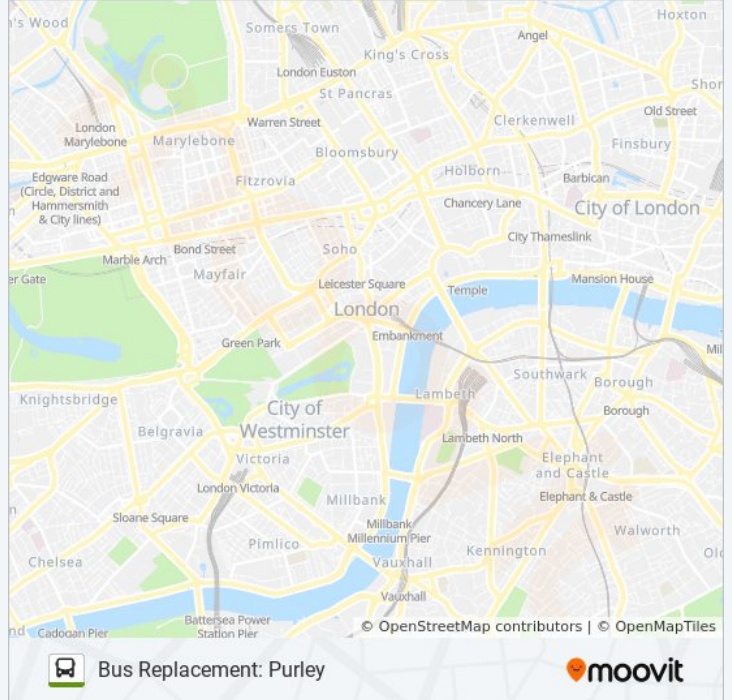 's Wood
Somers Town
Hoxton
Angel
King's Cross
London Euston
St Pancras
Shor
Old Street
Warren Street
Clerkenwell
London
Marylebone
Marylebone
Finsbury
Bloomsbury
Holborn
Barbican
Edgware Road
(Circle, District and
Hammersmith
& City lines)
Fitzrovia
Chancery Lane
City of London
n
City Thameslink
Bond Street
Soho
Marble Arch
Mayfair
er Gate
Leicester Square
Temple
Mansion House
London
Embankment
Green Park
Mil
Southwark
Borough
Knightsbridge
Lambeth
City of
Westminster
Borough
Belgravia
Lambeth North
Victoria
Elephant
and Castle
London Victoria
Elephant & Castle
Millbank
n
Sloane Square
Millbank
Millennium Pier
Walworth
Pimlico
Kennington
Olc
Chelsea
Vauxhall
Vauxhall
Battersea Power
Station Pier
nd
Cadogan Pier
© OpenStreetMap contributors | © OpenMapTiles
Bus Replacement: Purley
moovit